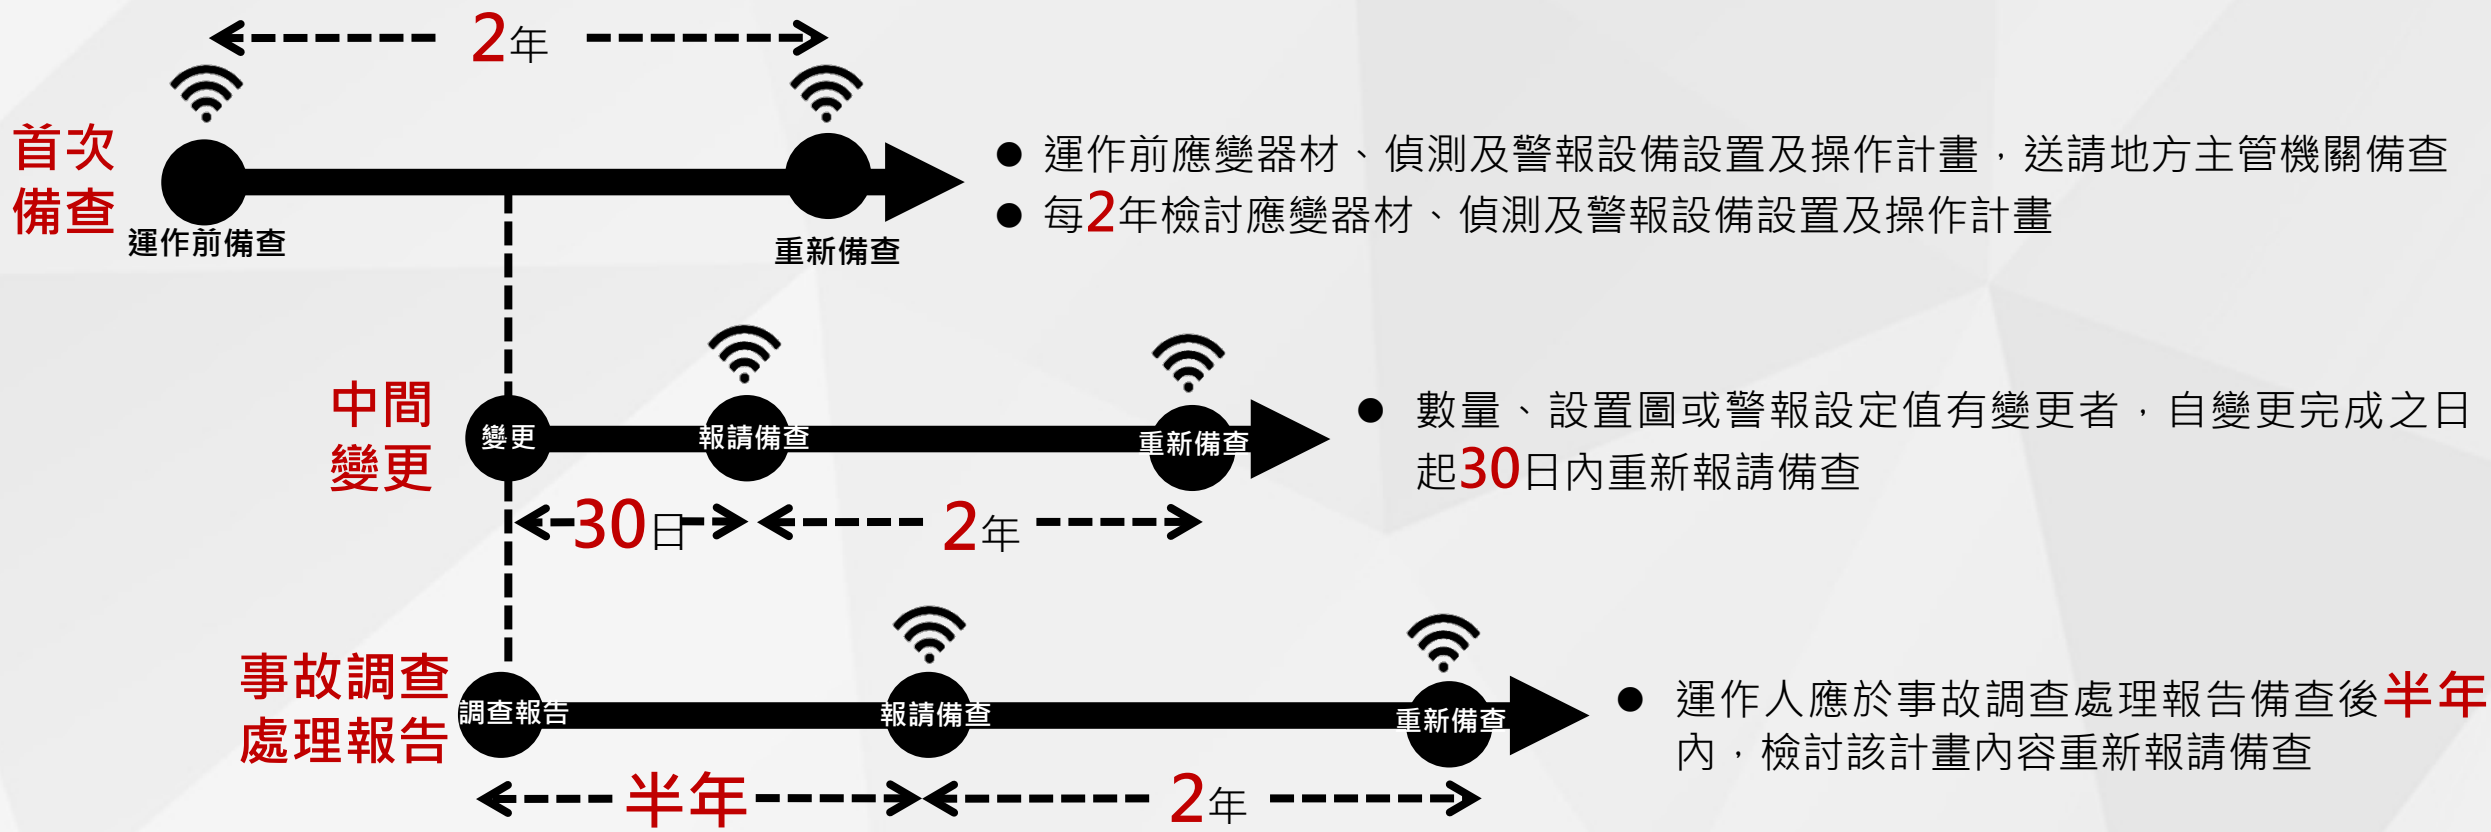 2年
首次
備查
運作前備查
重新備查
● 運作前應變器材、偵測及警報設備設置及操作計畫，送請地方主管機關備查
● 每2年檢討應變器材、偵測及警報設備設置及操作計畫
中間
變更
變更
報請備查
重新備查
30日
2年
● 數量、設置圖或警報設定值有變更者，自變更完成之日
起30日內重新報請備查
事故調查
處理報告
調查報告
報請備查
重新備查
半年
2年
● 運作人應於事故調查處理報告備查後半年
內，檢討該計畫內容重新報請備查